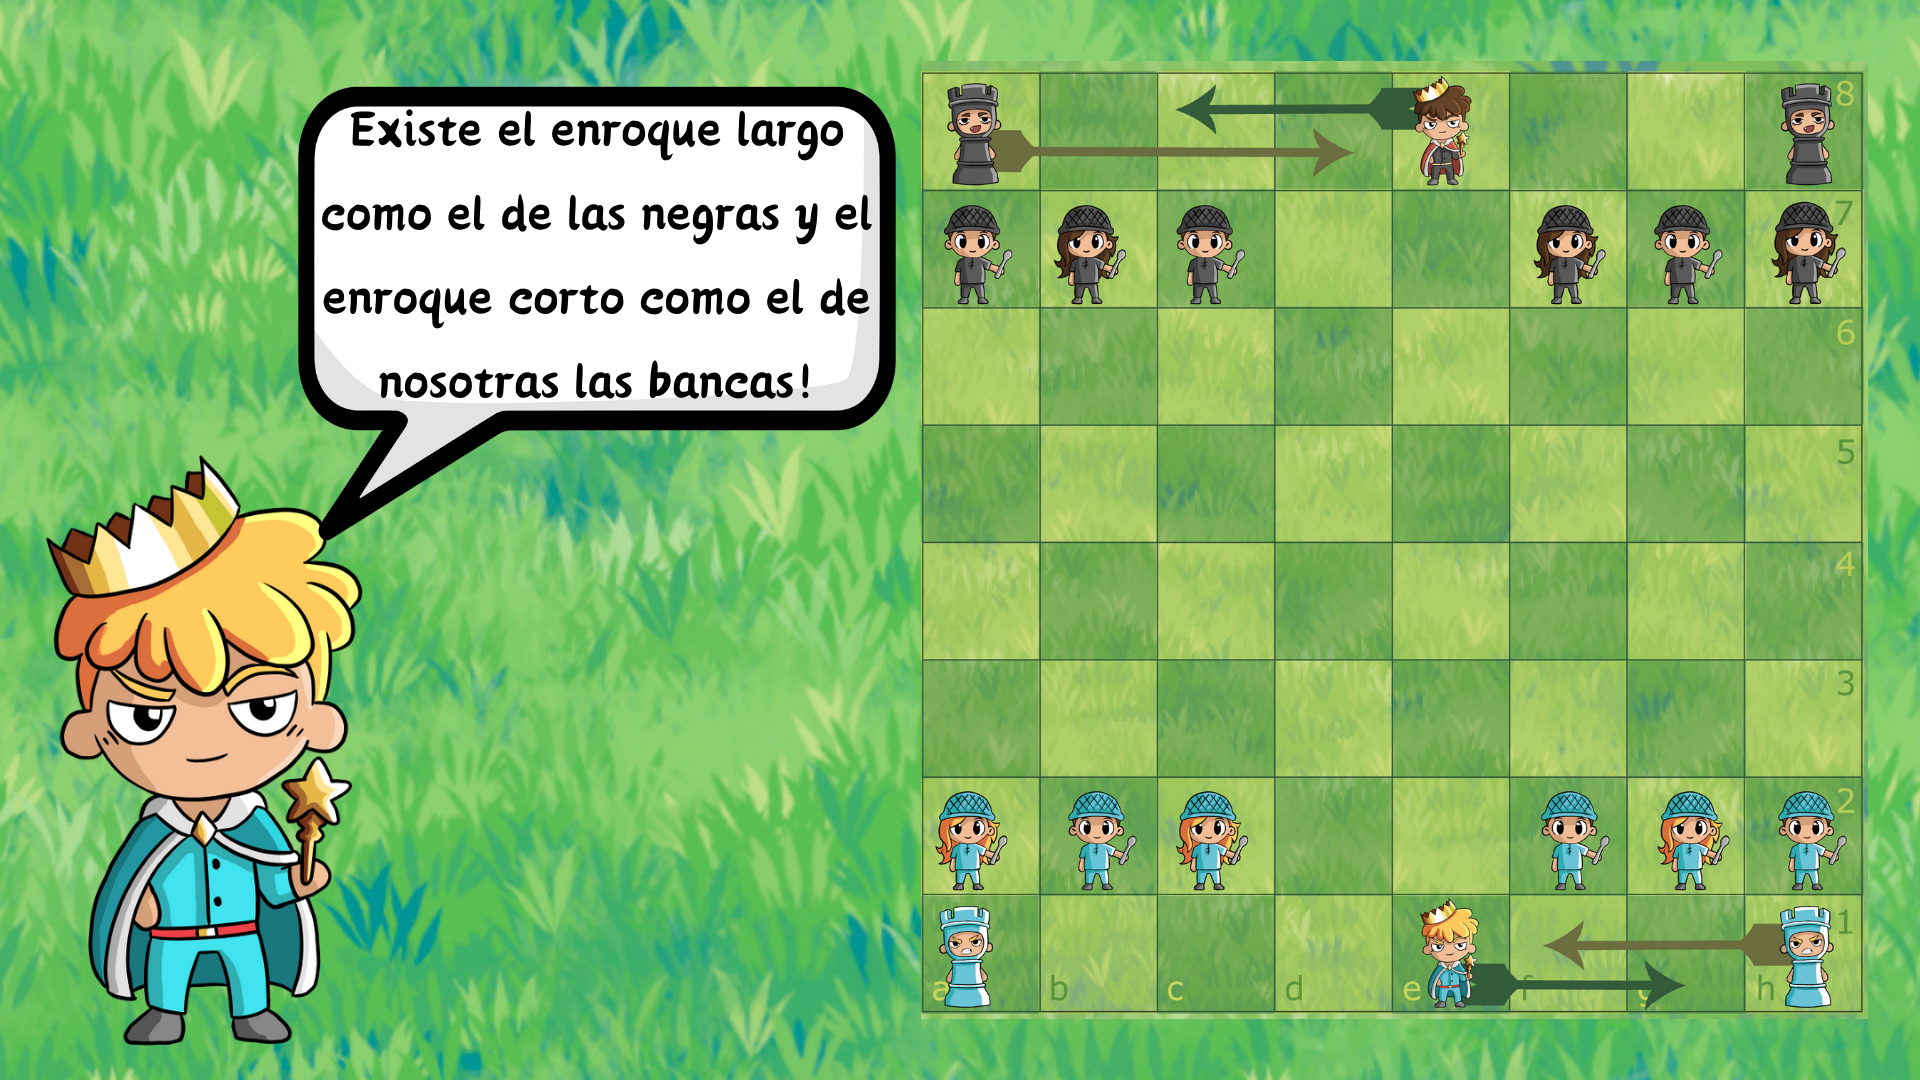 Existe el enroque largo
como el de las negras y el
enroque corto como el de
nosotras las bancas!
8
7
6
5
4
3
2
1
a b c d e f g h